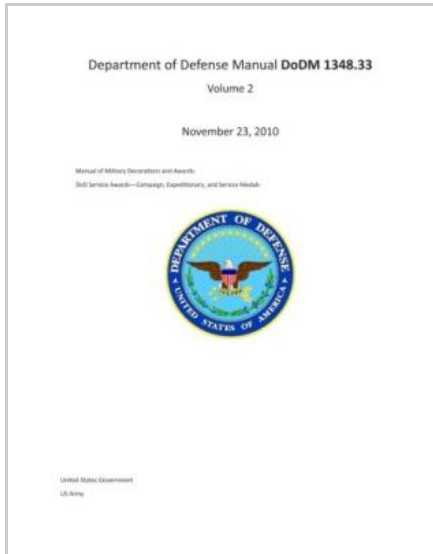 Department of Defense Manual DoDM 1348.33
Volume 2
November 23, 2010
Manual of Military Decorations and Awards:
DoD Service Awards—Campaign, Expeditionary, and Service Medals
DEPARTMENT OF DEFENSE
UNITED STATES OF AMERICA
United States Government
US Army